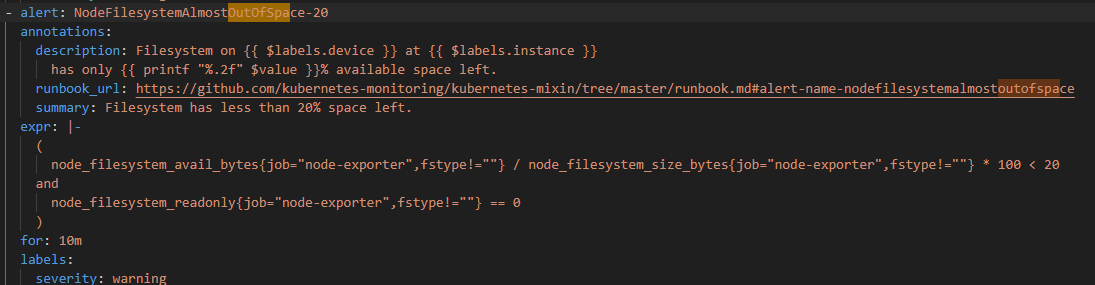 - alert: NodeFilesystemAlmostOutOfSpace-20
annotations:
description: Filesystem on {{ $labels.device }} at {{ $labels.instance }}
has only {{ printf "%.2f" $value }}% available space left.
runbook_url: https://github.com/kubernetes-monitoring/kubernetes-mixin/tree/master/runbook.md#alert-name-nodefilesystemalmostoutofspace
summary: Filesystem has less than 20% space left.
expr: |-
(
node_filesystem_avail_bytes{job="node-exporter",fstype!=""} / node_filesystem_size_bytes{job="node-exporter",fstype!=""} * 100 < 20
and
node_filesystem_readonly{job="node-exporter",fstype!=""} == 0
)
for: 10m
labels:
severity: warning